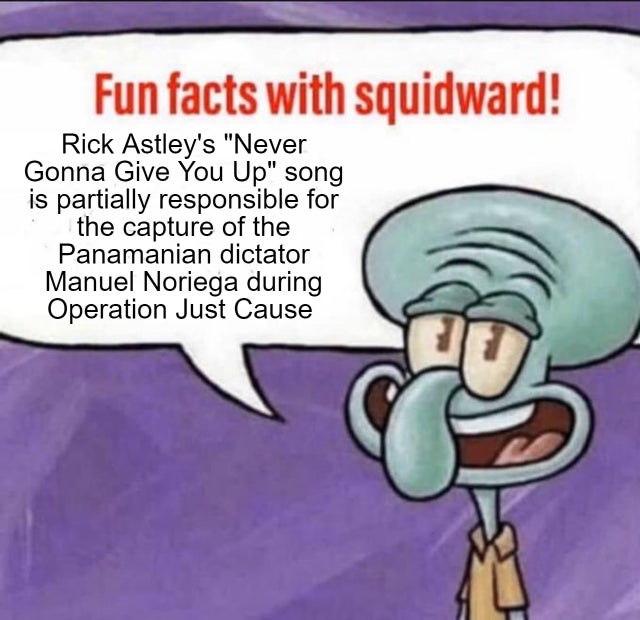 Fun facts with squidward!
Rick Astley's "Never
Gonna Give You Up" song
is partially responsible for
the capture of the
Panamanian dictator
Manuel Noriega during
Operation Just Cause